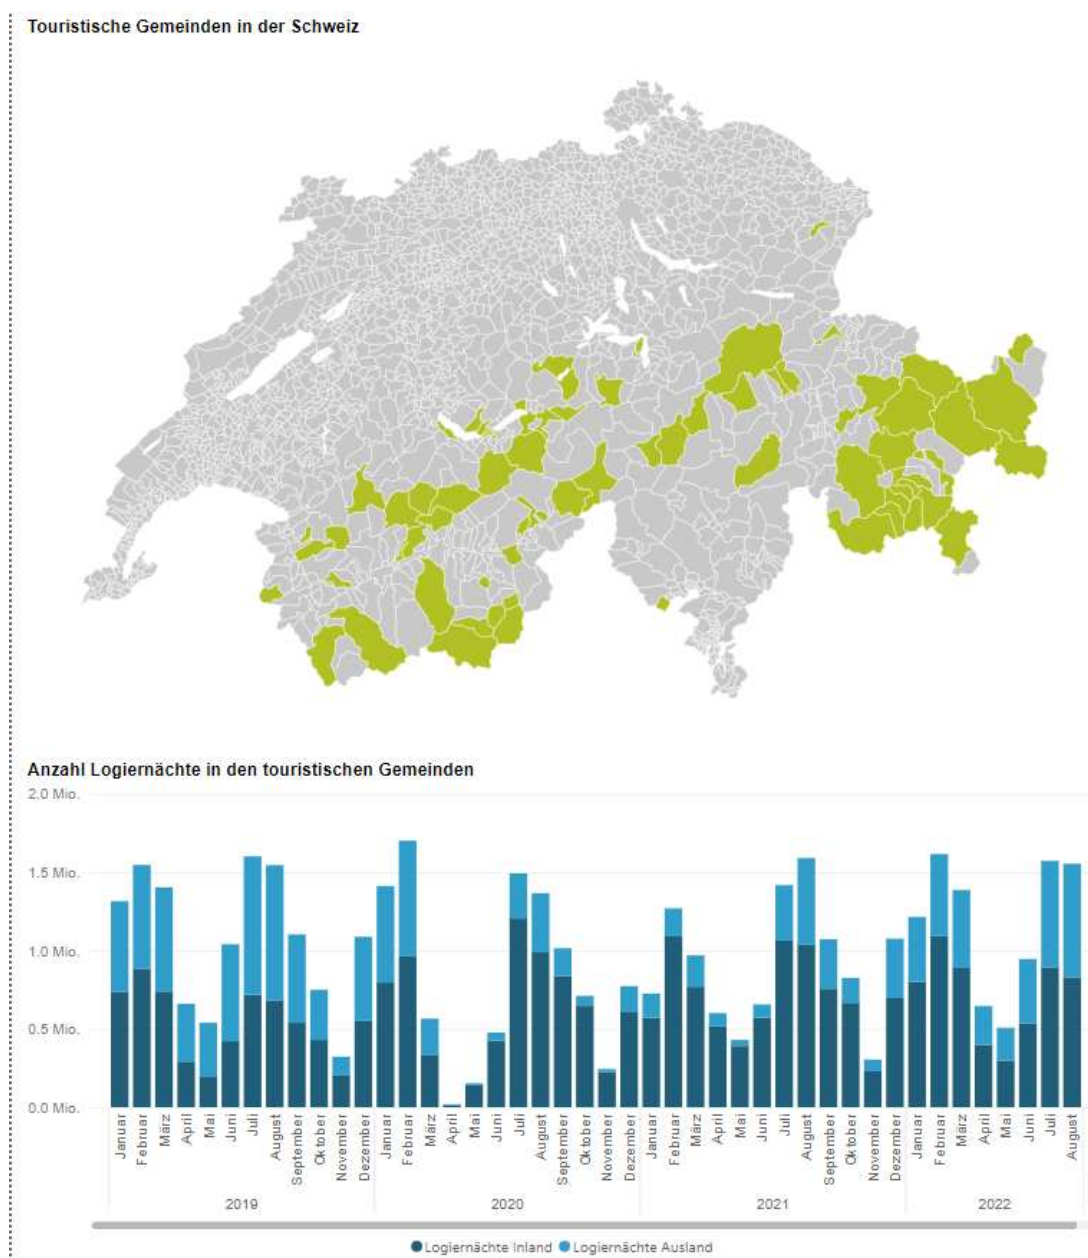 Touristische Gemeinden in der Schweiz
Anzahl Logiernächte in den touristischen Gemeinden
2.0 Mio.
1.5 Mio.
1.0 Mio.
0.5 Mio.
0.0 Mio.
Januar
Februar
März
April
Mai
Juni
Juli
August
September
Oktober
November
Dezember
Januar
Februar
März
April
Mai
Juni
Juli
August
September
Oktober
November
Dezember
Januar
Februar
März
April
Mai
Juni
Juli
August
September
Oktober
November
Dezember
Januar
Februar
März
April
Mai
Juni
Juli
August
2019 2020 2021 2022
Logiernächte Inland Logiernächte Ausland